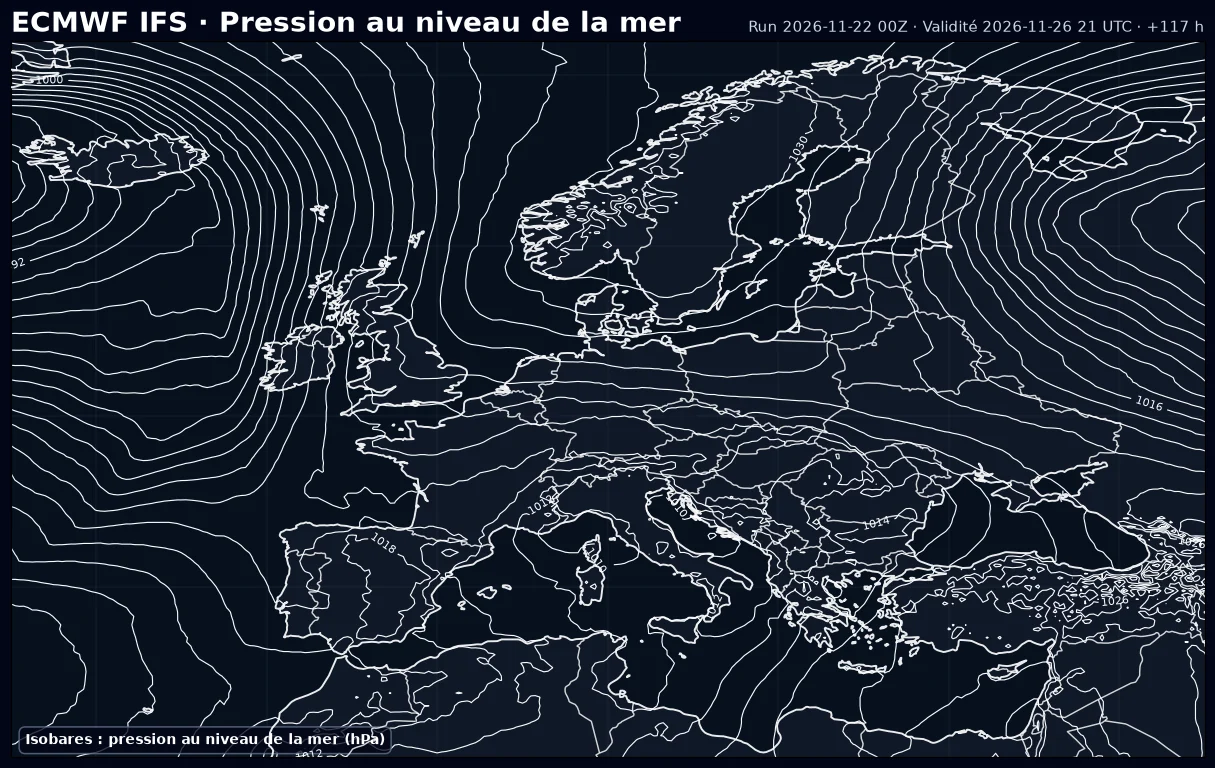 ECMWF IFS · Pression au niveau de la mer
Run 2026-11-22 00Z · Validité 2026-11-26 21 UTC · +117 h
1000
1030
92
1016
1018
1014
1012
Isobares : pression au niveau de la mer (hPa)